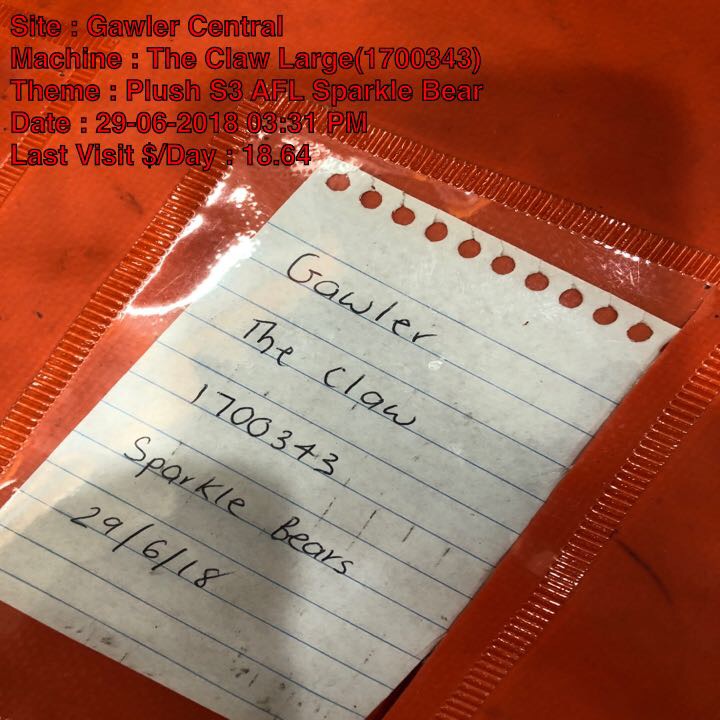 Site : Gawler Central
Machine : The Claw Large(1700343)
Theme : Plush S3 AFL Sparkle Bear
Date : 29-06-2018 03:31 PM
Last Visit $/Day : 18.64
Gawler
The Claw
1700343
Sparkle Bears
29/6/18